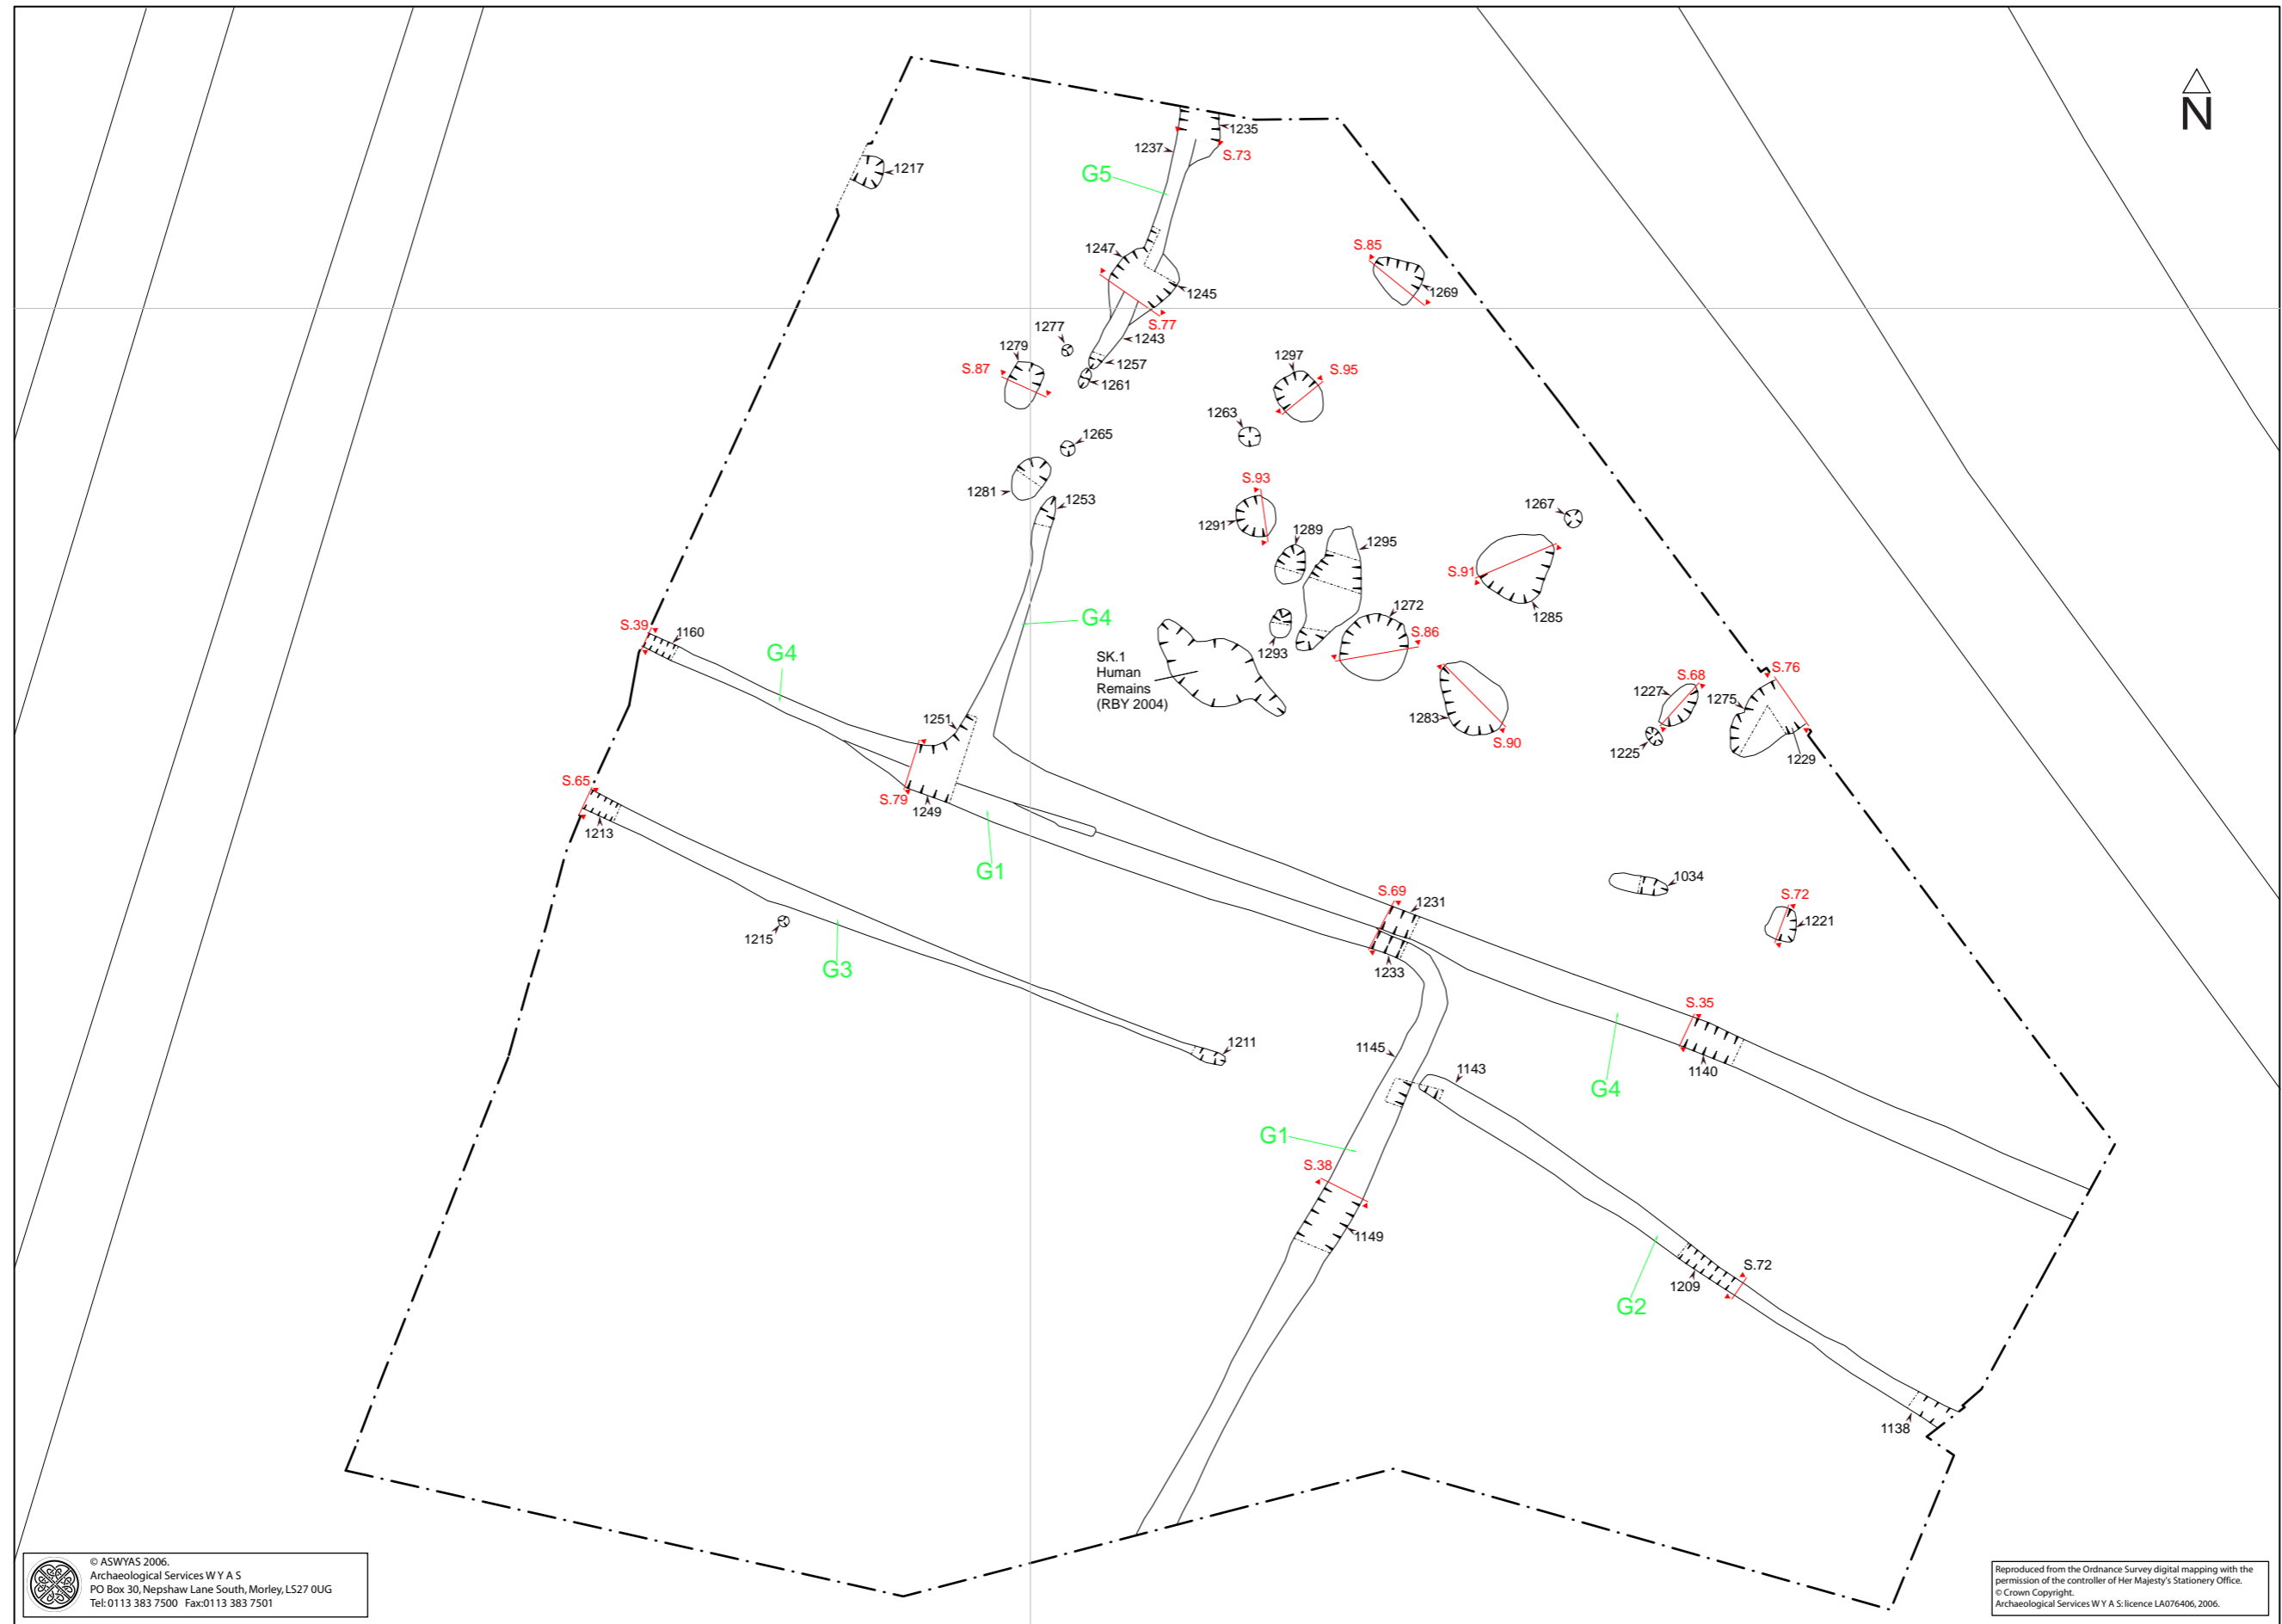 N
1235
1237
S.73
G5
1217
1247
S.85
1245
1269
S.77
1277
1243
1279
1257
1297
S.95
S.87
1261
1263
1265
S.93
1281
1253
1267
1291
1289
1295
S.91
1272
1285
G4
S.39
1160
S.86
G4
1293
SK.1
Human
Remains
(RBY 2004)
S.76
S.68
1227
1275
1251
1283
S.90
1225
1229
S.65
S.79
1249
1213
G1
1034
S.69
1231
S.72
1221
1215
G3
1233
S.35
1211
1145
1143
1140
G4
G1
S.38
1149
S.72
1209
G2
1138
© ASWYAS 2006.
Archaeological Services W Y A S
PO Box 30, Nepshaw Lane South, Morley, LS27 0UG
Tel: 0113 383 7500 Fax:0113 383 7501
Reproduced from the Ordnance Survey digital mapping with the
permission of the controller of Her Majesty's Stationery Office.
© Crown Copyright.
Archaeological Services W Y A S: licence LA076406, 2006.